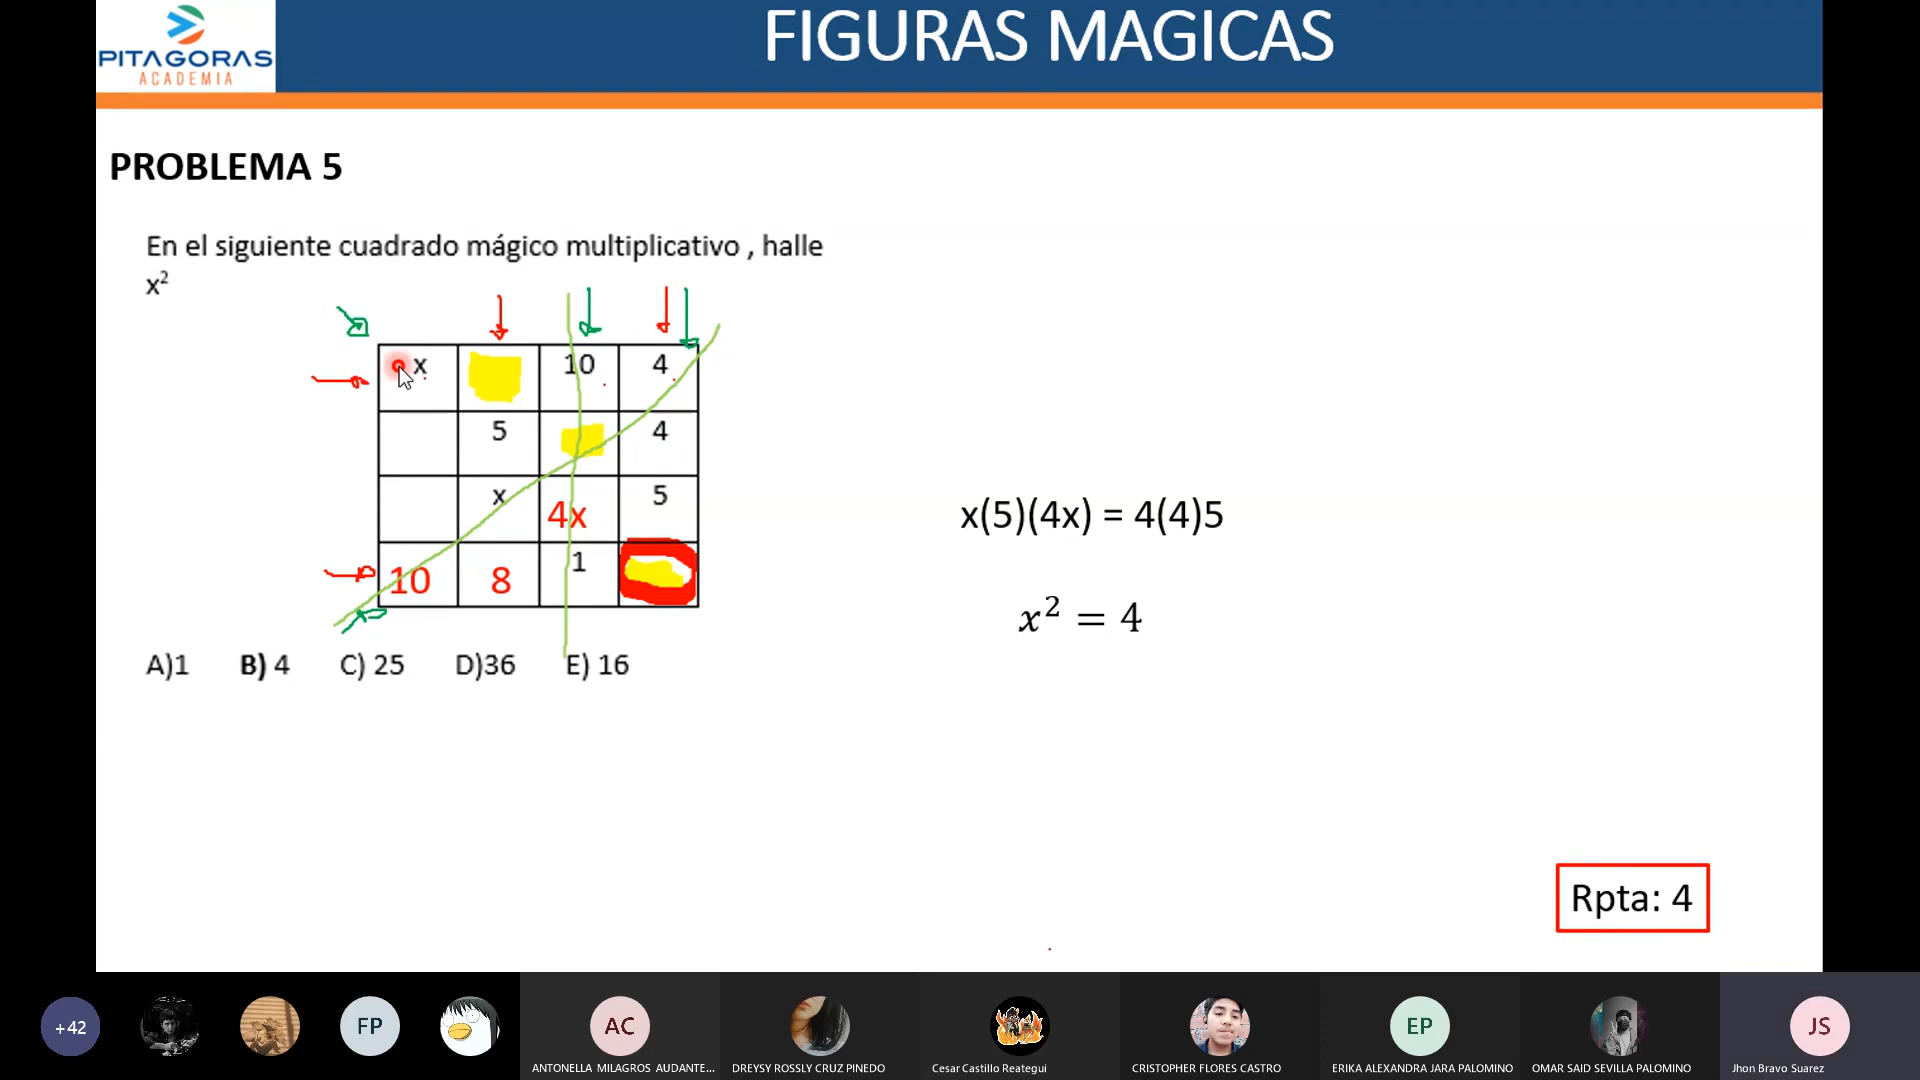 PITAGORAS
ACADEMIA
FIGURAS MAGICAS
PROBLEMA 5
En el siguiente cuadrado mágico multiplicativo , halle
x²
x 10 4
5 4
x 4x 5
10 8 1
x(5)(4x) = 4(4)5
x² = 4
A)1 B) 4 C) 25 D)36 E) 16
Rpta: 4
+42 FP AC EP JS
ANTONELLA MILAGROS AUDANTE... DREYSY ROSSLY CRUZ PINEDO Cesar Castillo Reategui CRISTOPHER FLORES CASTRO ERIKA ALEXANDRA JARA PALOMINO OMAR SAID SEVILLA PALOMINO Jhon Bravo Suarez